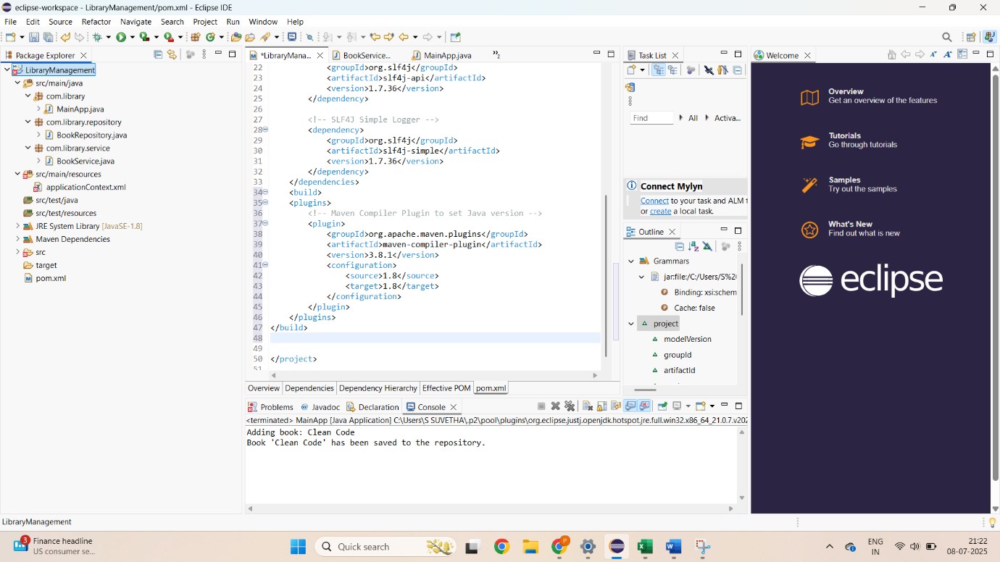 eclipse-workspace - LibraryManagement/pom.xml - Eclipse IDE
File Edit Source Refactor Navigate Search Project Run Window Help
Package Explorer
LibraryManagement
src/main/java
com.library
MainApp.java
com.library.repository
BookRepository.java
com.library.service
BookService.java
src/main/resources
applicationContext.xml
src/test/java
src/test/resources
JRE System Library [JavaSE-1.8]
Maven Dependencies
src
target
pom.xml
*LibraryMana... BookService... MainApp.java »2
22 <groupId>org.slf4j</groupId>
23 <artifactId>slf4j-api</artifactId>
24 <version>1.7.36</version>
25 </dependency>
26
27 <!-- SLF4J Simple Logger -->
28 <dependency>
29 <groupId>org.slf4j</groupId>
30 <artifactId>slf4j-simple</artifactId>
31 <version>1.7.36</version>
32 </dependency>
33 </dependencies>
34 <build>
35 <plugins>
36 <!-- Maven Compiler Plugin to set Java version -->
37 <plugin>
38 <groupId>org.apache.maven.plugins</groupId>
39 <artifactId>maven-compiler-plugin</artifactId>
40 <version>3.8.1</version>
41 <configuration>
42 <source>1.8</source>
43 <target>1.8</target>
44 </configuration>
45 </plugin>
46 </plugins>
47 </build>
48
49
50 </project>
51
Overview Dependencies Dependency Hierarchy Effective POM pom.xml
Problems @ Javadoc Declaration Console
<terminated> MainApp [Java Application] C:\Users\S SUVETHA\.p2\pool\plugins\org.eclipse.justj.openjdk.hotspot.jre.full.win32.x86_64_21.0.7.v202
Adding book: Clean Code
Book 'Clean Code' has been saved to the repository.
Task List
Find All Activa...
Connect Mylyn
Connect to your task and ALM t
or create a local task.
Outline
Grammars
jar:file:/C:/Users/S%20
Binding: xsi:schem
Cache: false
project
modelVersion
groupId
artifactId
Welcome
Overview
Get an overview of the features
Tutorials
Go through tutorials
Samples
Try out the samples
What's New
Find out what is new
eclipse
LibraryManagement
3
Finance headline
US consumer se...
Quick search
P
ENG
IN
21:22
08-07-2025